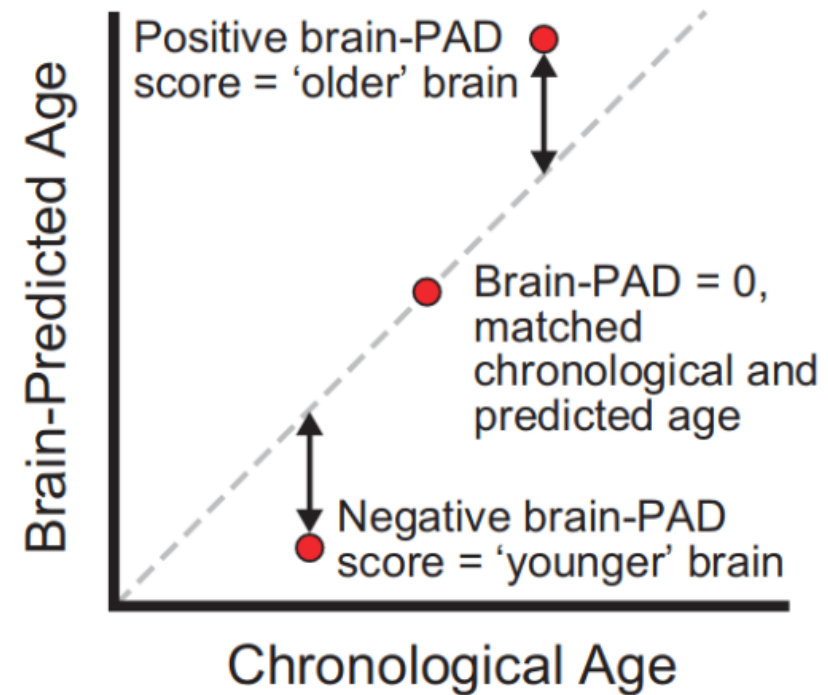 Positive brain-PAD
score = ‘older’ brain
Brain-PAD = 0,
matched
chronological and
predicted age
Negative brain-PAD
score = ‘younger’ brain
Brain-Predicted Age
Chronological Age